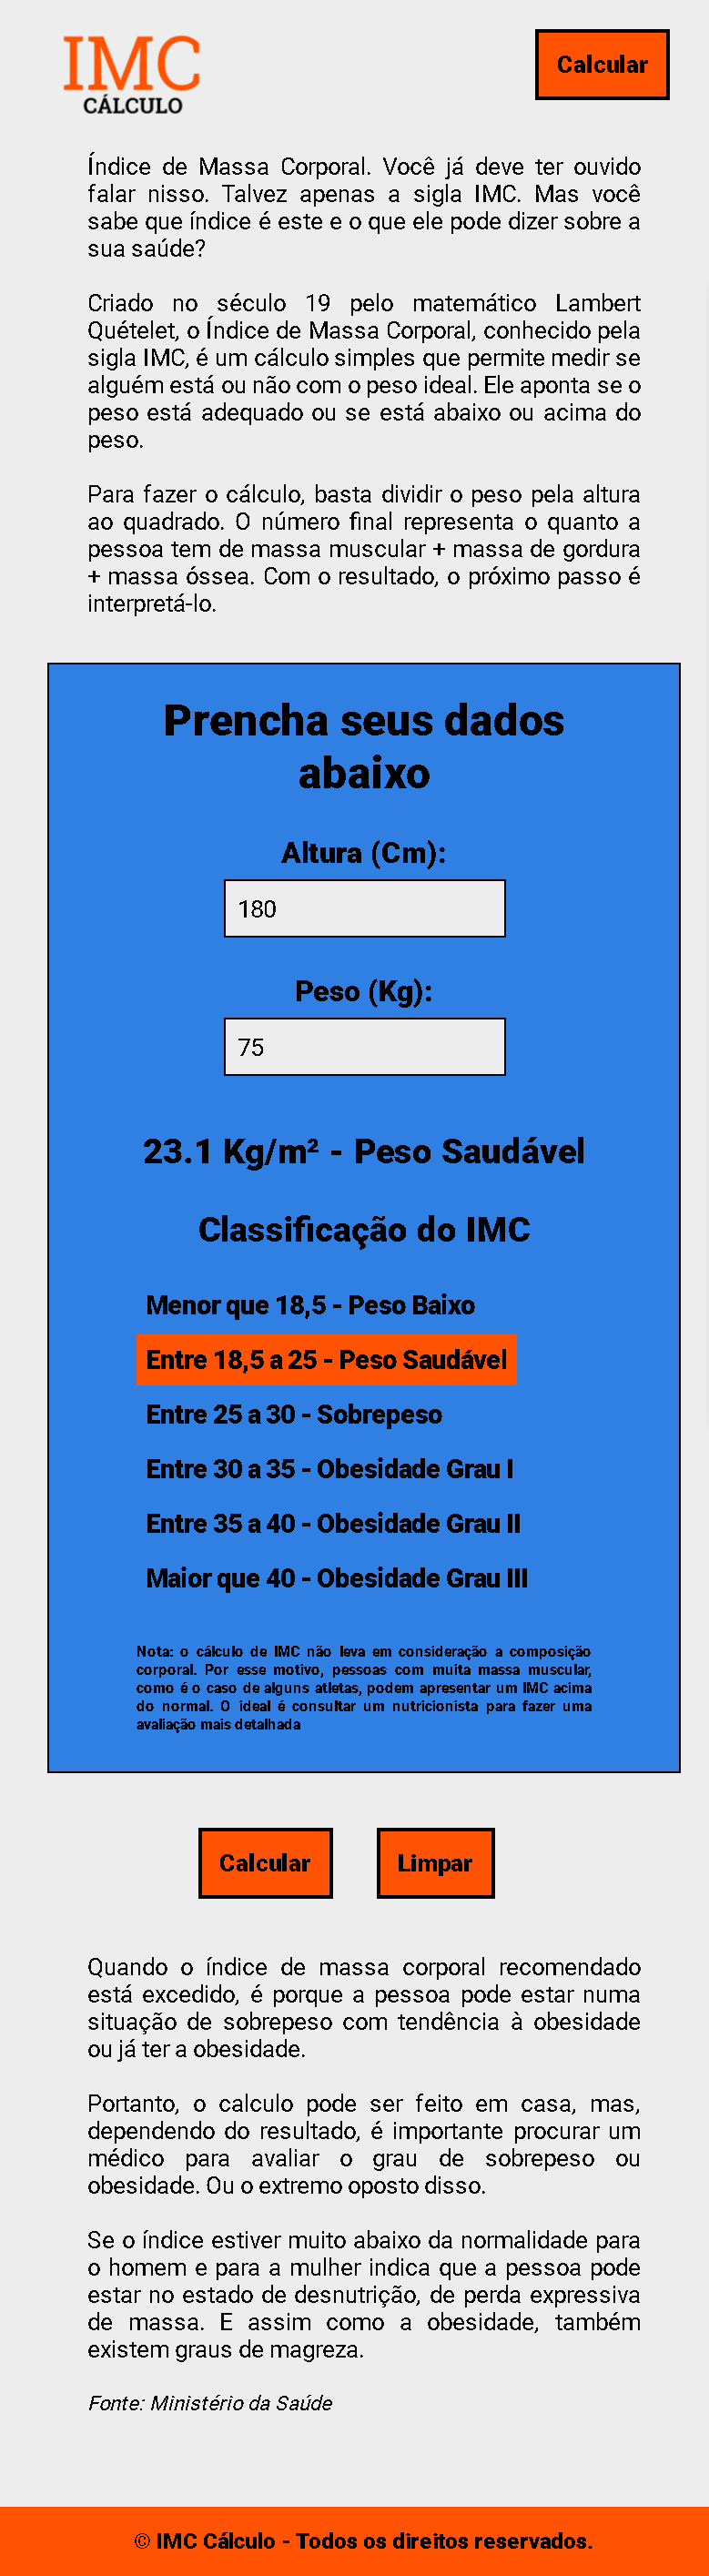 IMC
CÁLCULO
Calcular
Índice de Massa Corporal. Você já deve ter ouvido
falar nisso. Talvez apenas a sigla IMC. Mas você
sabe que índice é este e o que ele pode dizer sobre a
sua saúde?
Criado no século 19 pelo matemático Lambert
Quételet, o Índice de Massa Corporal, conhecido pela
sigla IMC, é um cálculo simples que permite medir se
alguém está ou não com o peso ideal. Ele aponta se o
peso está adequado ou se está abaixo ou acima do
peso.
Para fazer o cálculo, basta dividir o peso pela altura
ao quadrado. O número final representa o quanto a
pessoa tem de massa muscular + massa de gordura
+ massa óssea. Com o resultado, o próximo passo é
interpretá-lo.
Prencha seus dados
abaixo
Altura (Cm):
180
Peso (Kg):
75
23.1 Kg/m² - Peso Saudável
Classificação do IMC
Menor que 18,5 - Peso Baixo
Entre 18,5 a 25 - Peso Saudável
Entre 25 a 30 - Sobrepeso
Entre 30 a 35 - Obesidade Grau I
Entre 35 a 40 - Obesidade Grau II
Maior que 40 - Obesidade Grau III
Nota: o cálculo de IMC não leva em consideração a composição
corporal. Por esse motivo, pessoas com muita massa muscular,
como é o caso de alguns atletas, podem apresentar um IMC acima
do normal. O ideal é consultar um nutricionista para fazer uma
avaliação mais detalhada
Calcular
Limpar
Quando o índice de massa corporal recomendado
está excedido, é porque a pessoa pode estar numa
situação de sobrepeso com tendência à obesidade
ou já ter a obesidade.
Portanto, o calculo pode ser feito em casa, mas,
dependendo do resultado, é importante procurar um
médico para avaliar o grau de sobrepeso ou
obesidade. Ou o extremo oposto disso.
Se o índice estiver muito abaixo da normalidade para
o homem e para a mulher indica que a pessoa pode
estar no estado de desnutrição, de perda expressiva
de massa. E assim como a obesidade, também
existem graus de magreza.
Fonte: Ministério da Saúde
© IMC Cálculo - Todos os direitos reservados.